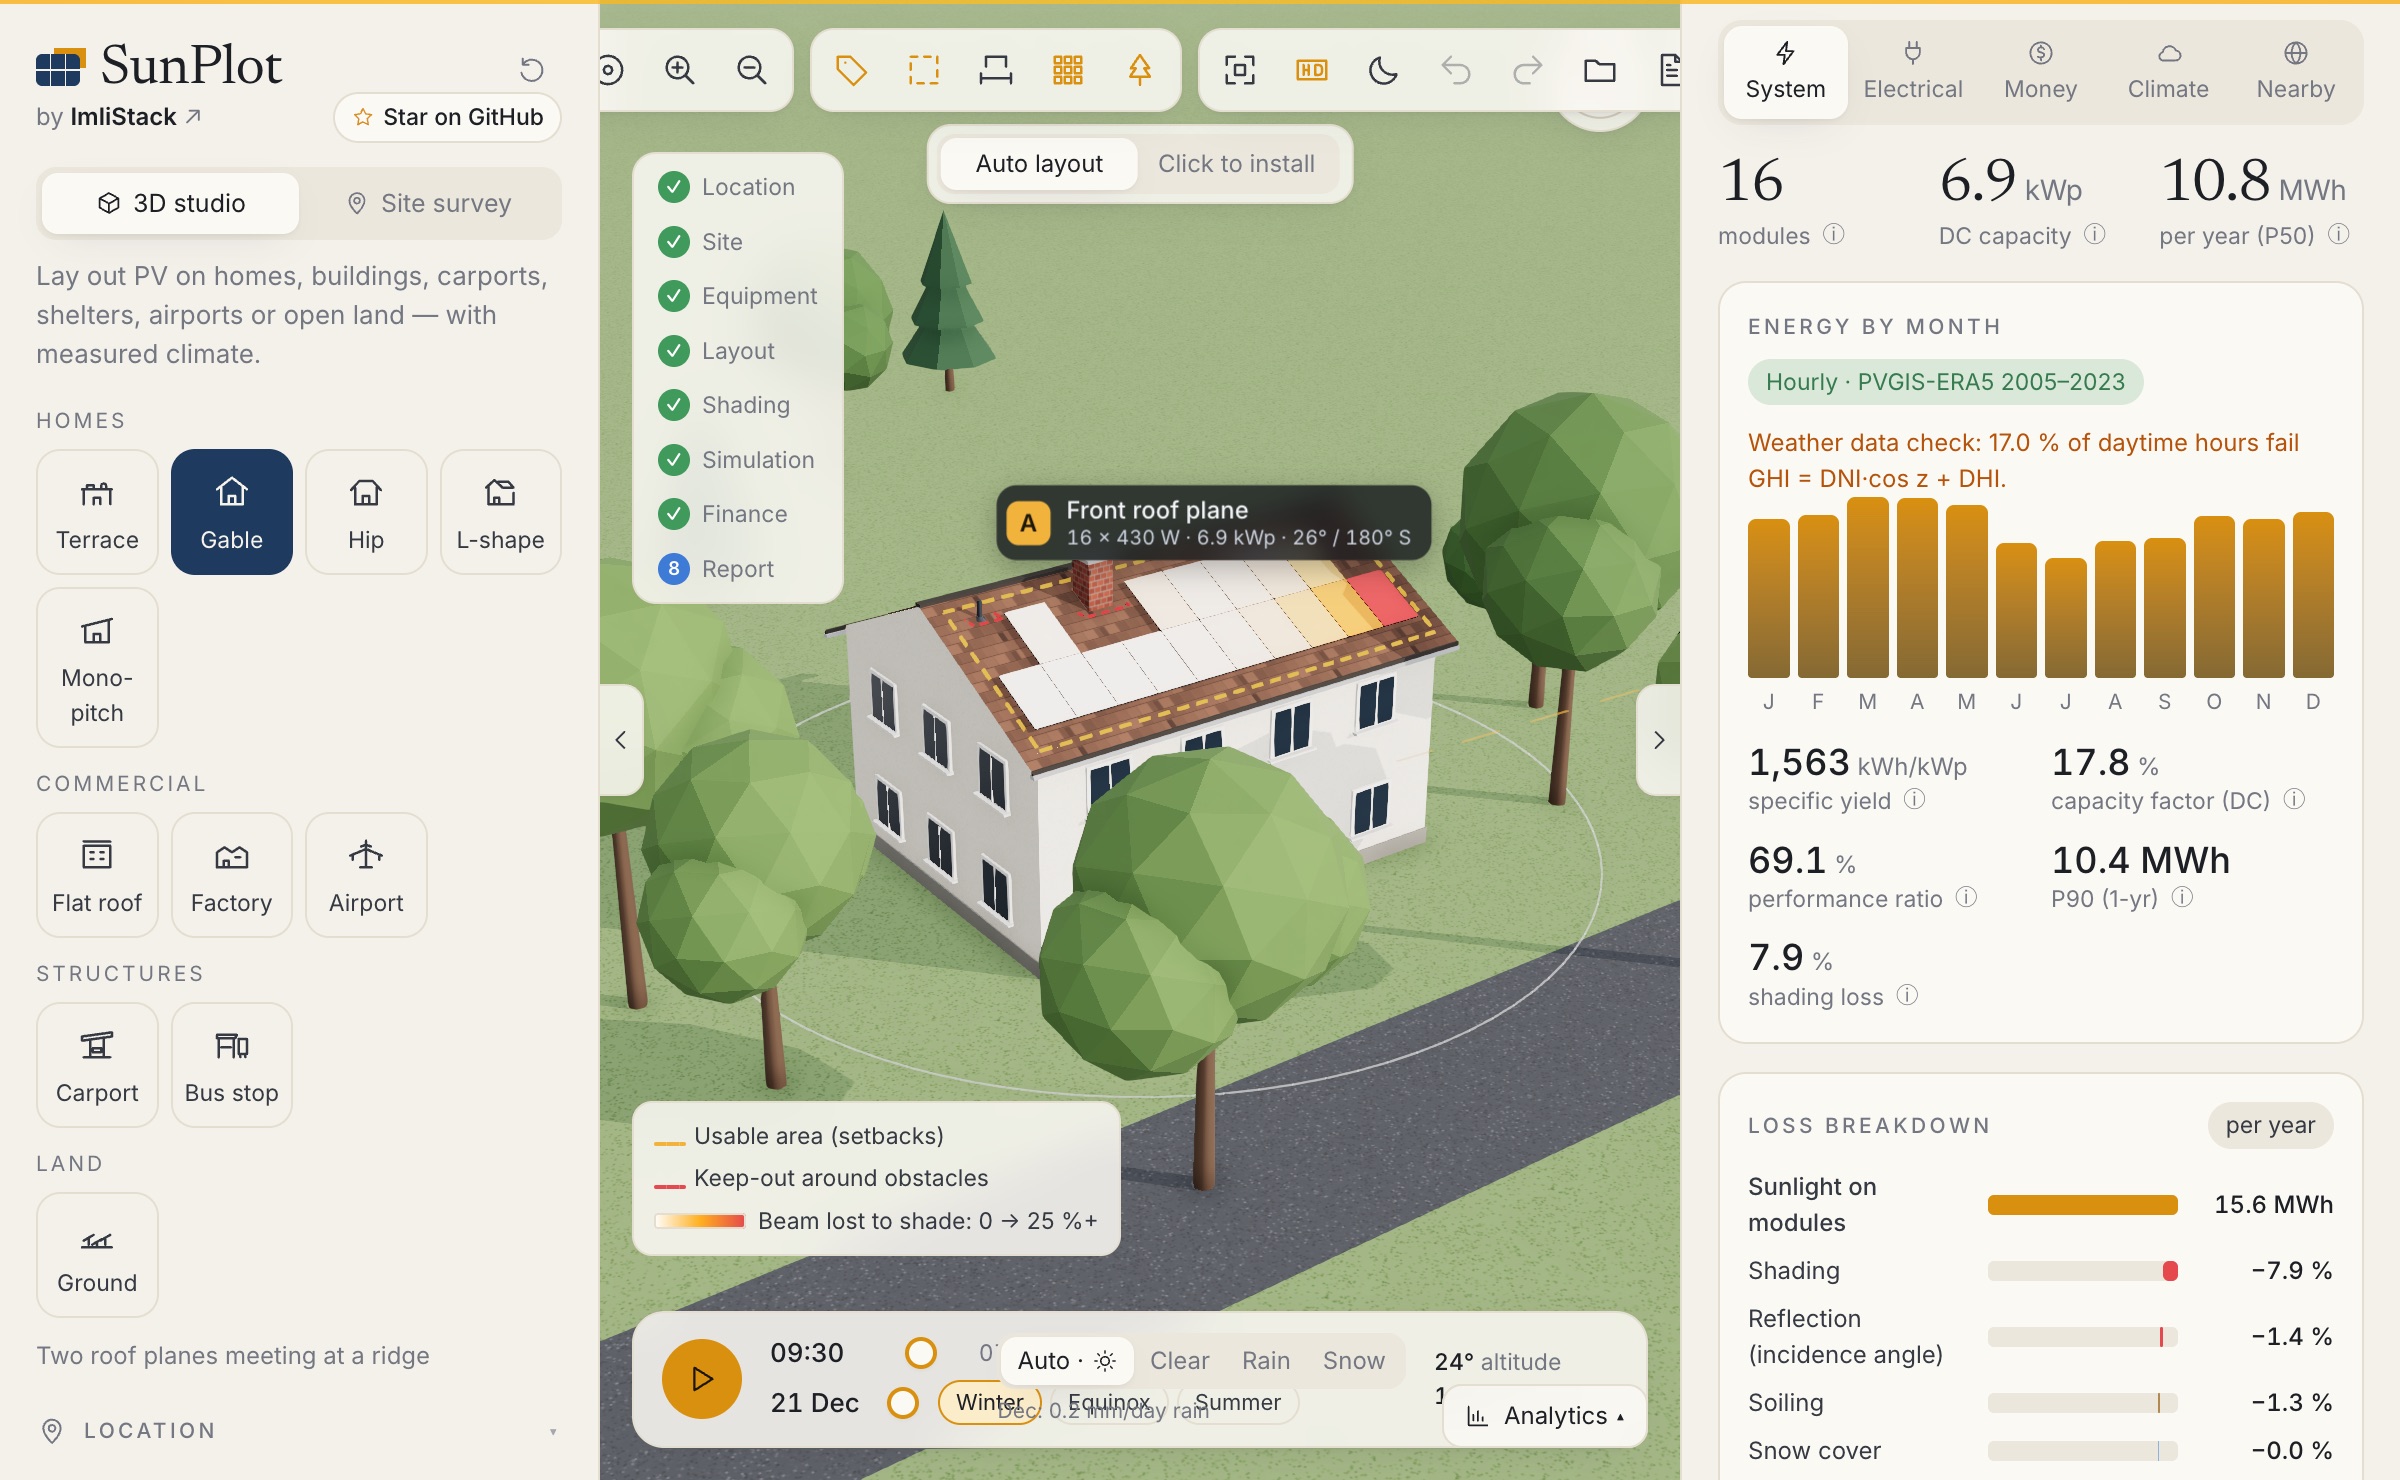 SunPlot
by ImliStack
Star on GitHub
3D studio
Site survey
Lay out PV on homes, buildings, carports,
shelters, airports or open land — with
measured climate.
HOMES
Terrace
Gable
Hip
L-shape
Mono-
pitch
COMMERCIAL
Flat roof
Factory
Airport
STRUCTURES
Carport
Bus stop
LAND
Ground
Two roof planes meeting at a ridge
LOCATION
HD
Auto layout
Click to install
Location
Site
Equipment
Layout
Shading
Simulation
Finance
8 Report
A
Front roof plane
16 × 430 W · 6.9 kWp · 26° / 180° S
Usable area (setbacks)
Keep-out around obstacles
Beam lost to shade: 0 → 25 %+
09:30
Auto ·
Clear
Rain
Snow
24° altitude
21 Dec
Winter
Equinox
Summer
Dec: 0.2 mm/day rain
Analytics
System
Electrical
Money
Climate
Nearby
16
modules
6.9 kWp
DC capacity
10.8 MWh
per year (P50)
ENERGY BY MONTH
Hourly · PVGIS-ERA5 2005–2023
Weather data check: 17.0 % of daytime hours fail
GHI = DNI·cos z + DHI.
J F M A M J J A S O N D
1,563 kWh/kWp
specific yield
17.8 %
capacity factor (DC)
69.1 %
performance ratio
10.4 MWh
P90 (1-yr)
7.9 %
shading loss
LOSS BREAKDOWN
per year
Sunlight on
modules
15.6 MWh
Shading
−7.9 %
Reflection
(incidence angle)
−1.4 %
Soiling
−1.3 %
Snow cover
−0.0 %